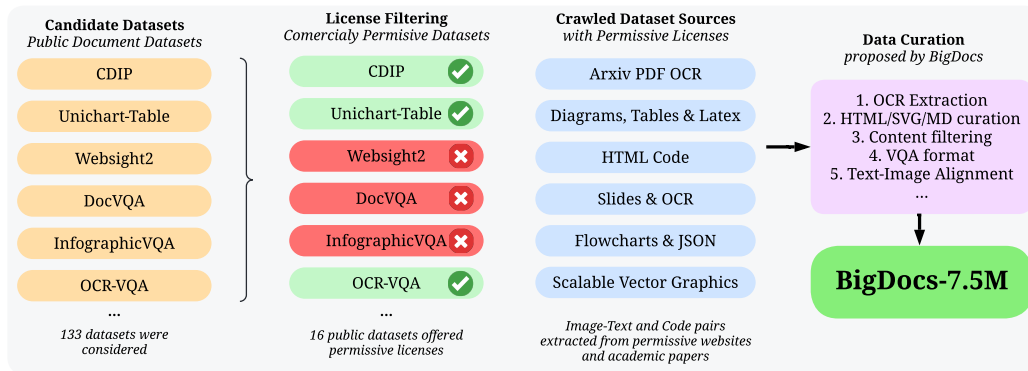 Candidate Datasets
Public Document Datasets
CDIP
Unichart-Table
Websight2
DocVQA
InfographicVQA
OCR-VQA
...
133 datasets were
considered
License Filtering
Comercialy Permisive Datasets
CDIP
Unichart-Table
Websight2
DocVQA
InfographicVQA
OCR-VQA
...
16 public datasets offered
permissive licenses
Crawled Dataset Sources
with Permissive Licenses
Arxiv PDF OCR
Diagrams, Tables & Latex
HTML Code
Slides & OCR
Flowcharts & JSON
Scalable Vector Graphics
Image-Text and Code pairs
extracted from permissive websites
and academic papers
Data Curation
proposed by BigDocs
1. OCR Extraction
2. HTML/SVG/MD curation
3. Content filtering
4. VQA format
5. Text-Image Alignment
...
BigDocs-7.5M